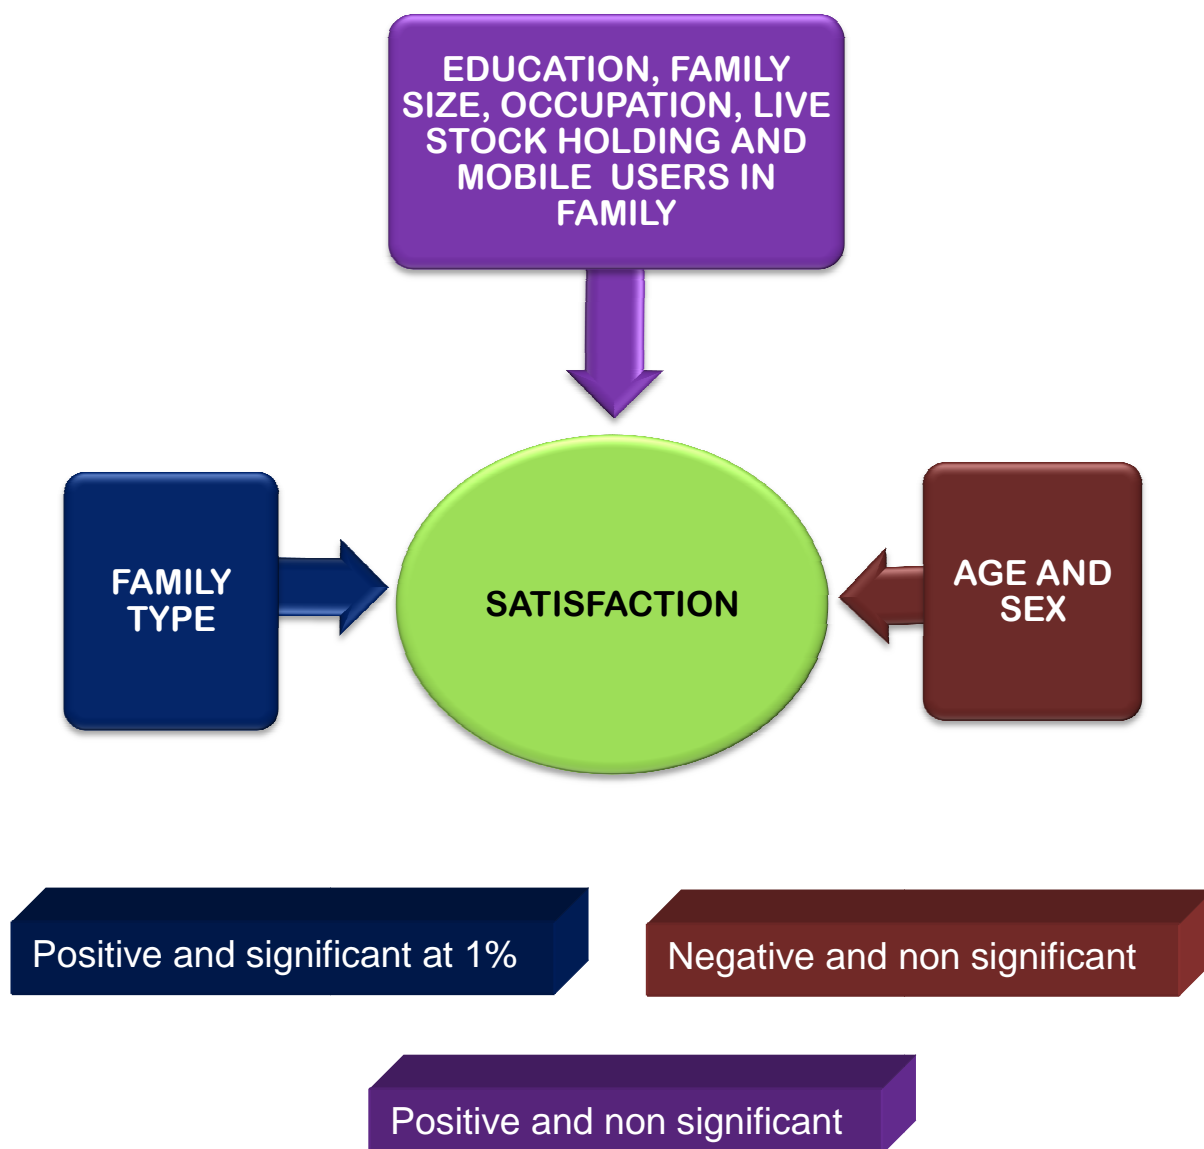 EDUCATION, FAMILY
SIZE, OCCUPATION, LIVE
STOCK HOLDING AND
MOBILE USERS IN
FAMILY
FAMILY
TYPE
SATISFACTION
AGE AND
SEX
Positive and significant at 1%
Negative and non significant
Positive and non significant